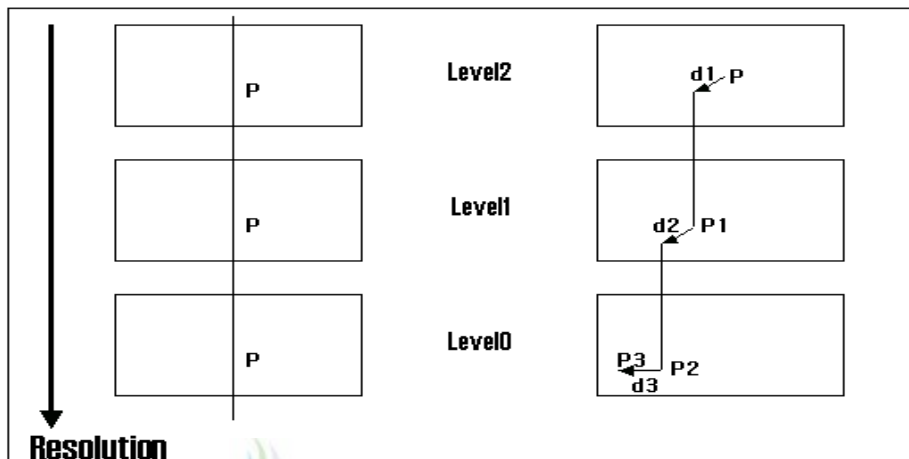 P
Level2
d1
P
P
Level1
d2
P1
P
Level0
P3
P2
d3
Resolution